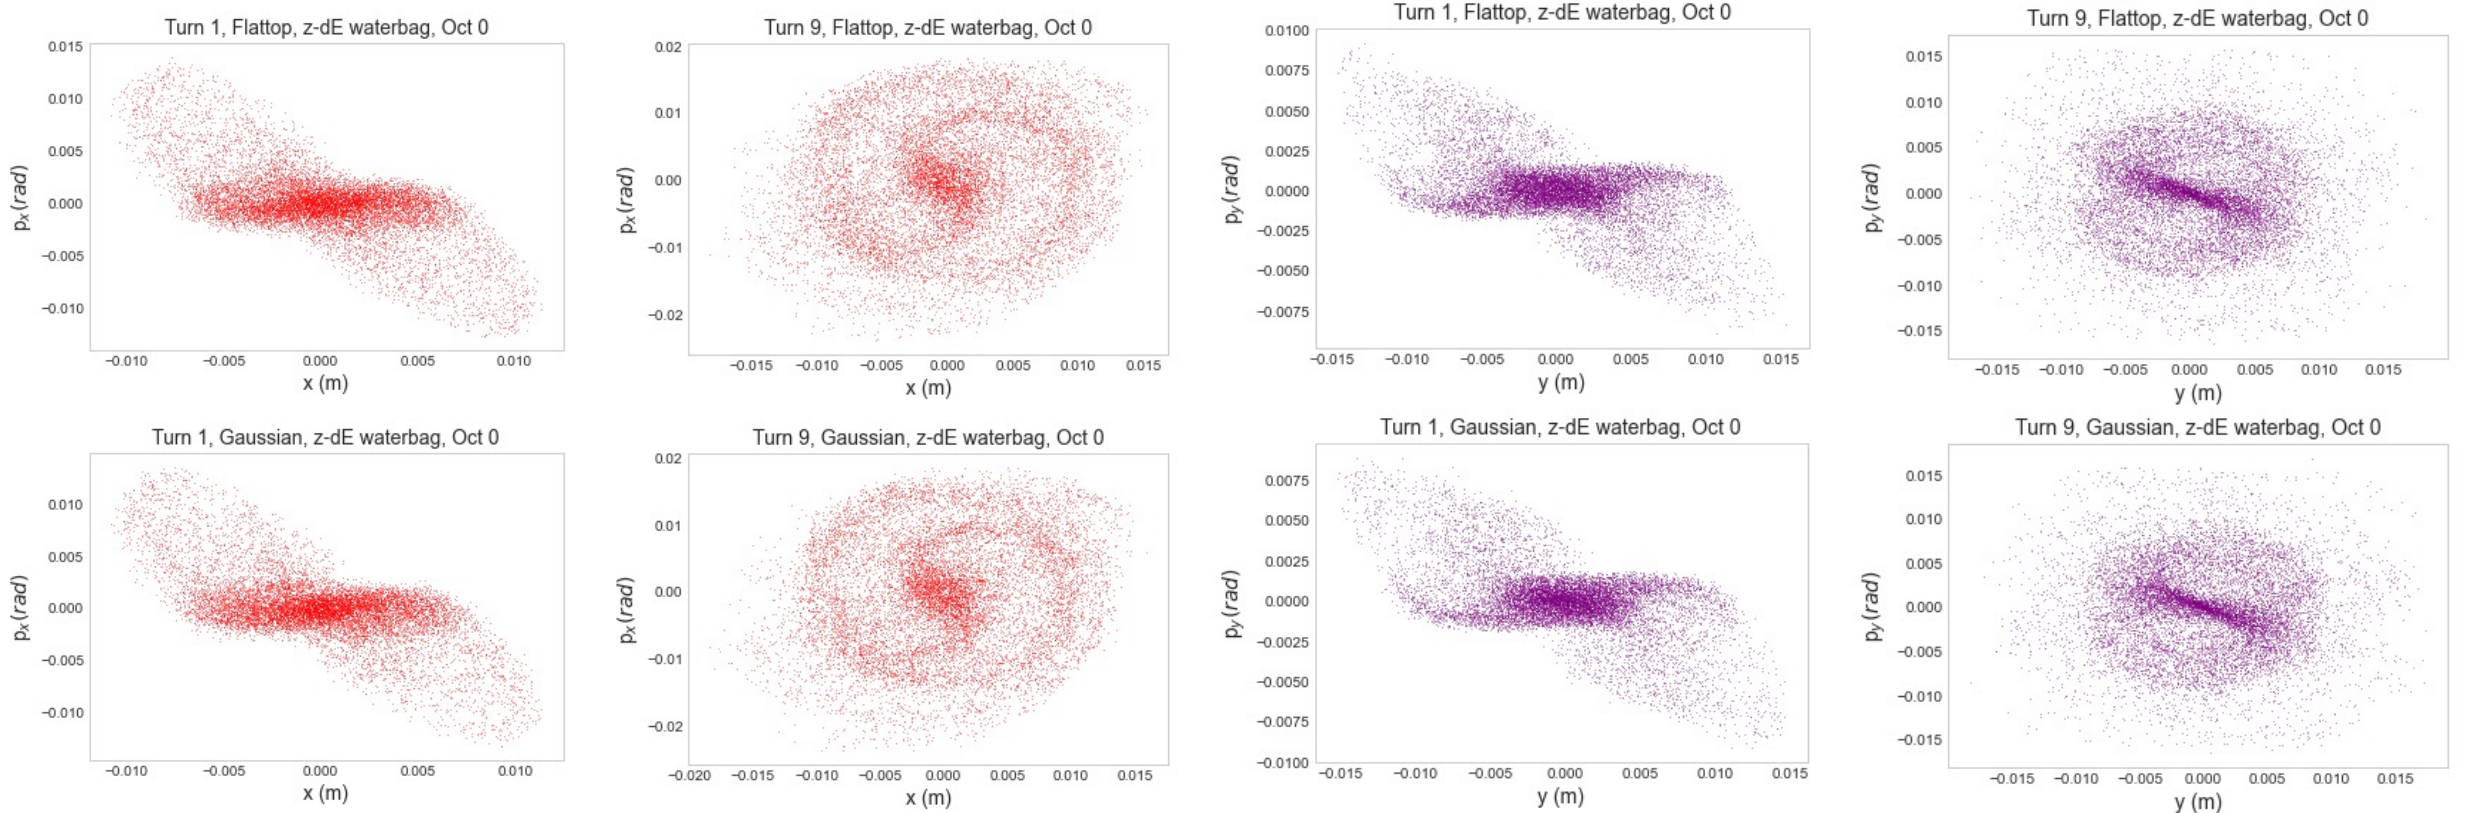 Turn 1, Flattop, z-dE waterbag, Oct 0
0.015
0.010
0.005
0.000
−0.005
−0.010
px (rad)
−0.010 −0.005 0.000 0.005 0.010
x (m)
Turn 9, Flattop, z-dE waterbag, Oct 0
0.02
0.01
0.00
−0.01
−0.02
px (rad)
−0.015 −0.010 −0.005 0.000 0.005 0.010 0.015
x (m)
Turn 1, Flattop, z-dE waterbag, Oct 0
0.0100
0.0075
0.0050
0.0025
0.0000
−0.0025
−0.0050
−0.0075
py (rad)
−0.015 −0.010 −0.005 0.000 0.005 0.010 0.015
y (m)
Turn 9, Flattop, z-dE waterbag, Oct 0
0.015
0.010
0.005
0.000
−0.005
−0.010
−0.015
py (rad)
−0.015 −0.010 −0.005 0.000 0.005 0.010 0.015
y (m)
Turn 1, Gaussian, z-dE waterbag, Oct 0
0.010
0.005
0.000
−0.005
−0.010
px (rad)
−0.010 −0.005 0.000 0.005 0.010
x (m)
Turn 9, Gaussian, z-dE waterbag, Oct 0
0.02
0.01
0.00
−0.01
−0.02
px (rad)
−0.020 −0.015 −0.010 −0.005 0.000 0.005 0.010 0.015
x (m)
Turn 1, Gaussian, z-dE waterbag, Oct 0
0.0075
0.0050
0.0025
0.0000
−0.0025
−0.0050
−0.0075
−0.0100
py (rad)
−0.015 −0.010 −0.005 0.000 0.005 0.010 0.015
y (m)
Turn 9, Gaussian, z-dE waterbag, Oct 0
0.015
0.010
0.005
0.000
−0.005
−0.010
−0.015
py (rad)
−0.015 −0.010 −0.005 0.000 0.005 0.010 0.015
y (m)